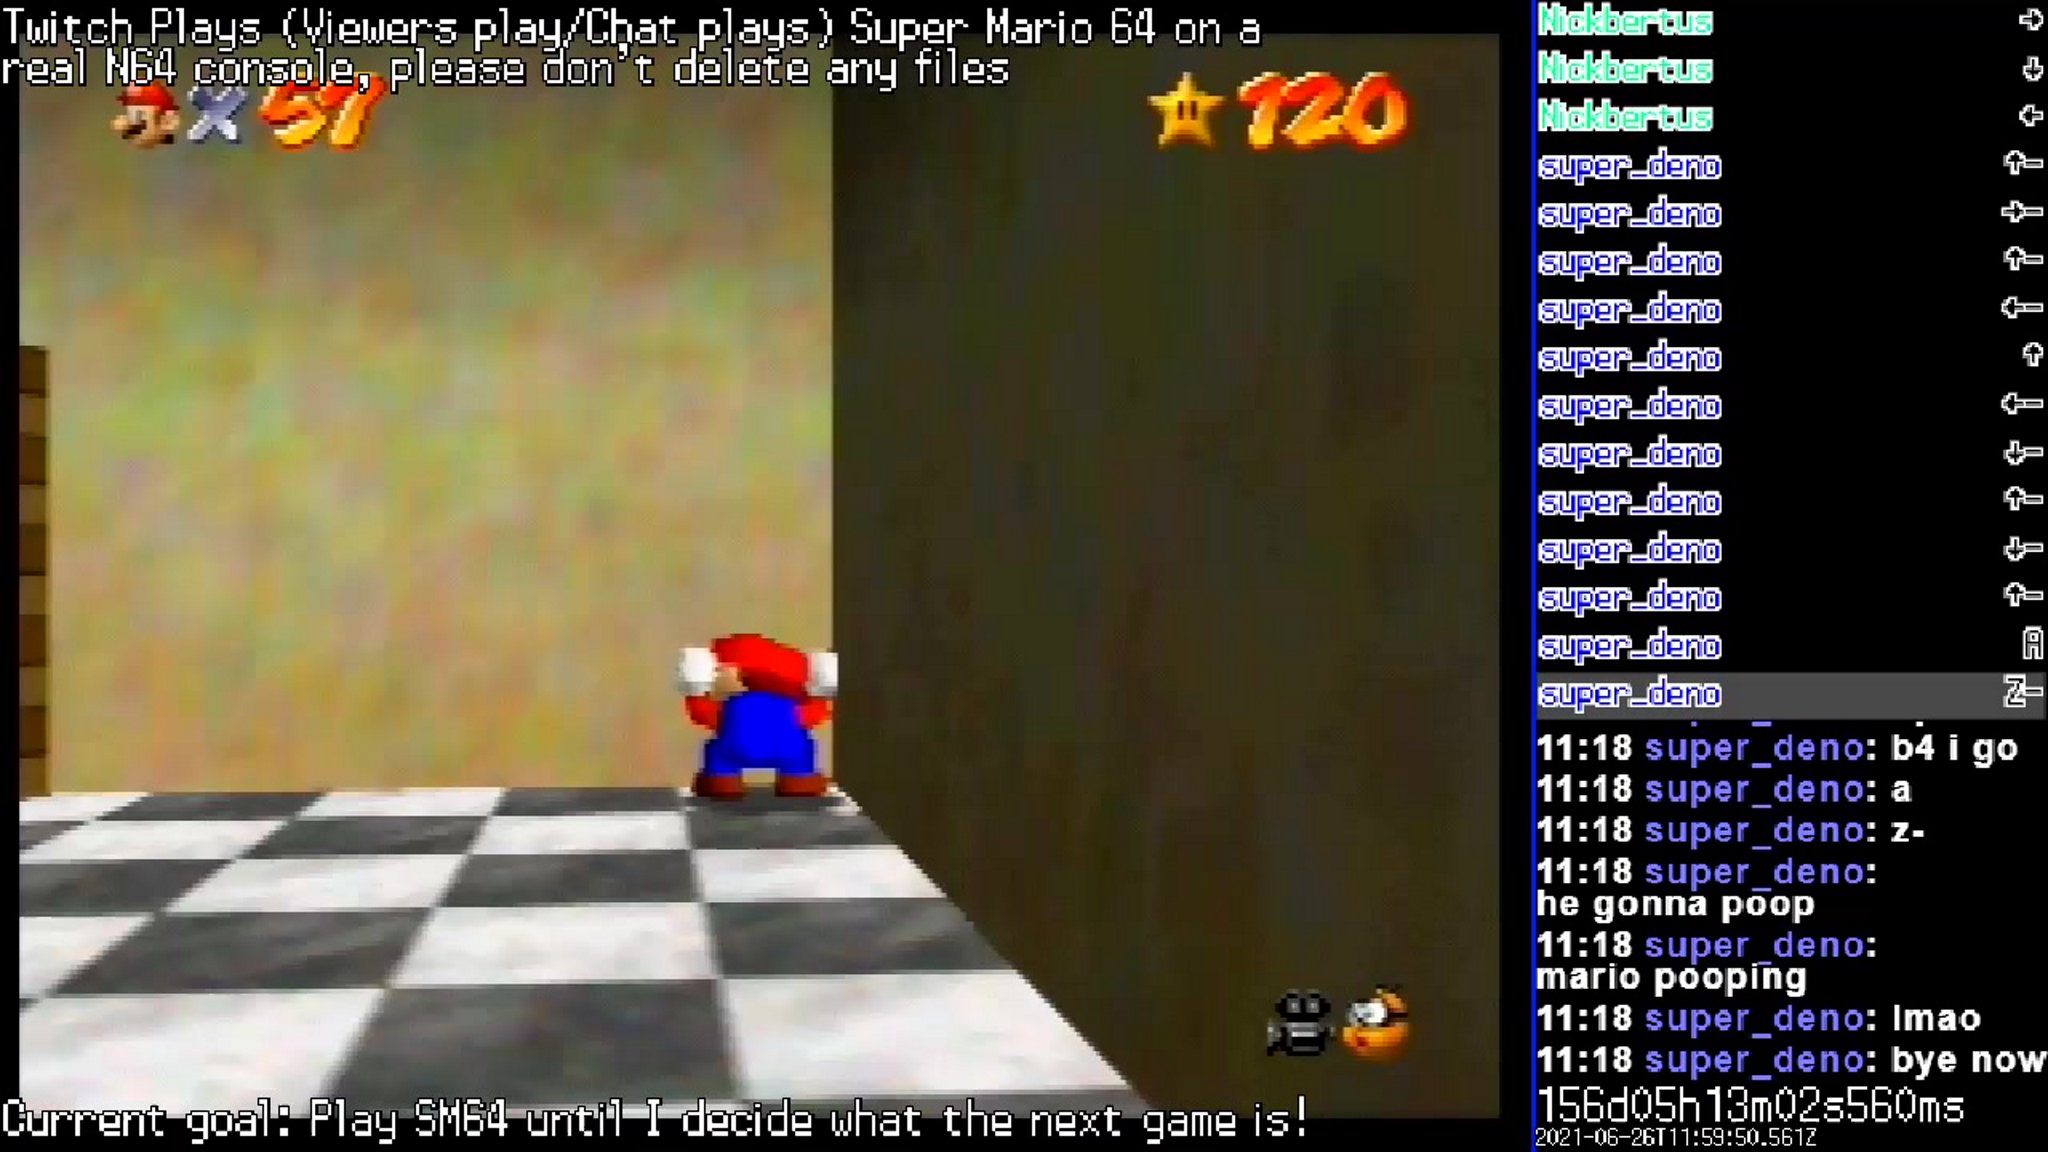 Twitch Plays (Viewers play/Chat plays) Super Mario 64 on a
real N64 console, please don't delete any files
X 57
120
Nickbertus
Nickbertus
Nickbertus
super_deno
super_deno
super_deno
super_deno
super_deno
super_deno
super_deno
super_deno
super_deno
super_deno
super_deno A
super_deno Z-
11:18 super_deno: b4 i go
11:18 super_deno: a
11:18 super_deno: z-
11:18 super_deno:
he gonna poop
11:18 super_deno:
mario pooping
11:18 super_deno: lmao
11:18 super_deno: bye now
156d05h13m02s560ms
2021-06-26T11:59:50.561Z
Current goal: Play SM64 until I decide what the next game is!